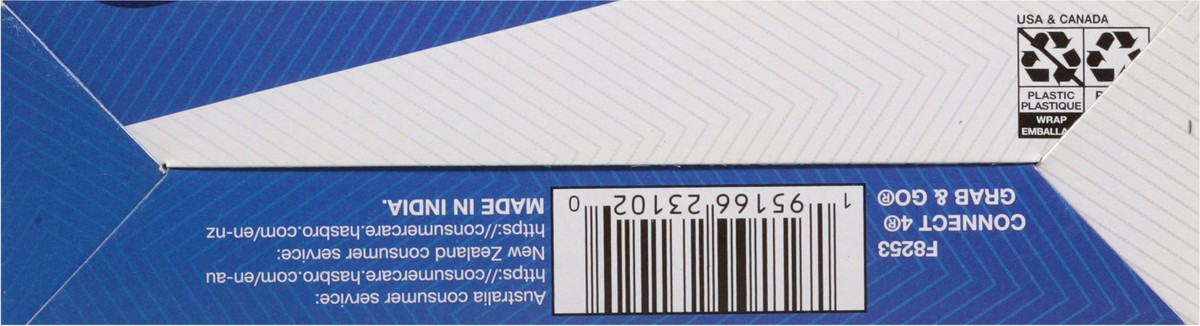 USA & CANADA
PLASTIC
PLASTIQUE
WRAP
F8253
CONNECT 4®
GRAB & GO®
1 95166 23102 0
Australia consumer service:
https://consumercare.hasbro.com/en-au
New Zealand consumer service:
https://consumercare.hasbro.com/en-nz
MADE IN INDIA.